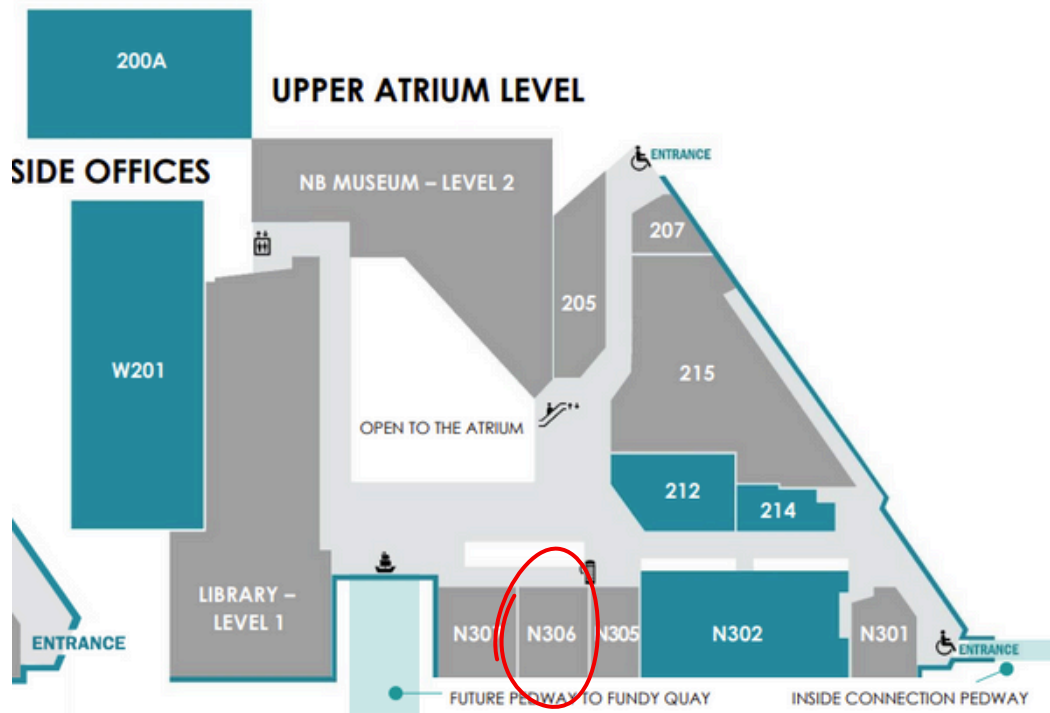 200A
UPPER ATRIUM LEVEL
ENTRANCE
SIDE OFFICES
NB MUSEUM – LEVEL 2
207
205
W201
215
OPEN TO THE ATRIUM
212
214
LIBRARY –
LEVEL 1
N307
N306
N305
N302
N301
ENTRANCE
ENTRANCE
FUTURE PEDWAY TO FUNDY QUAY
INSIDE CONNECTION PEDWAY